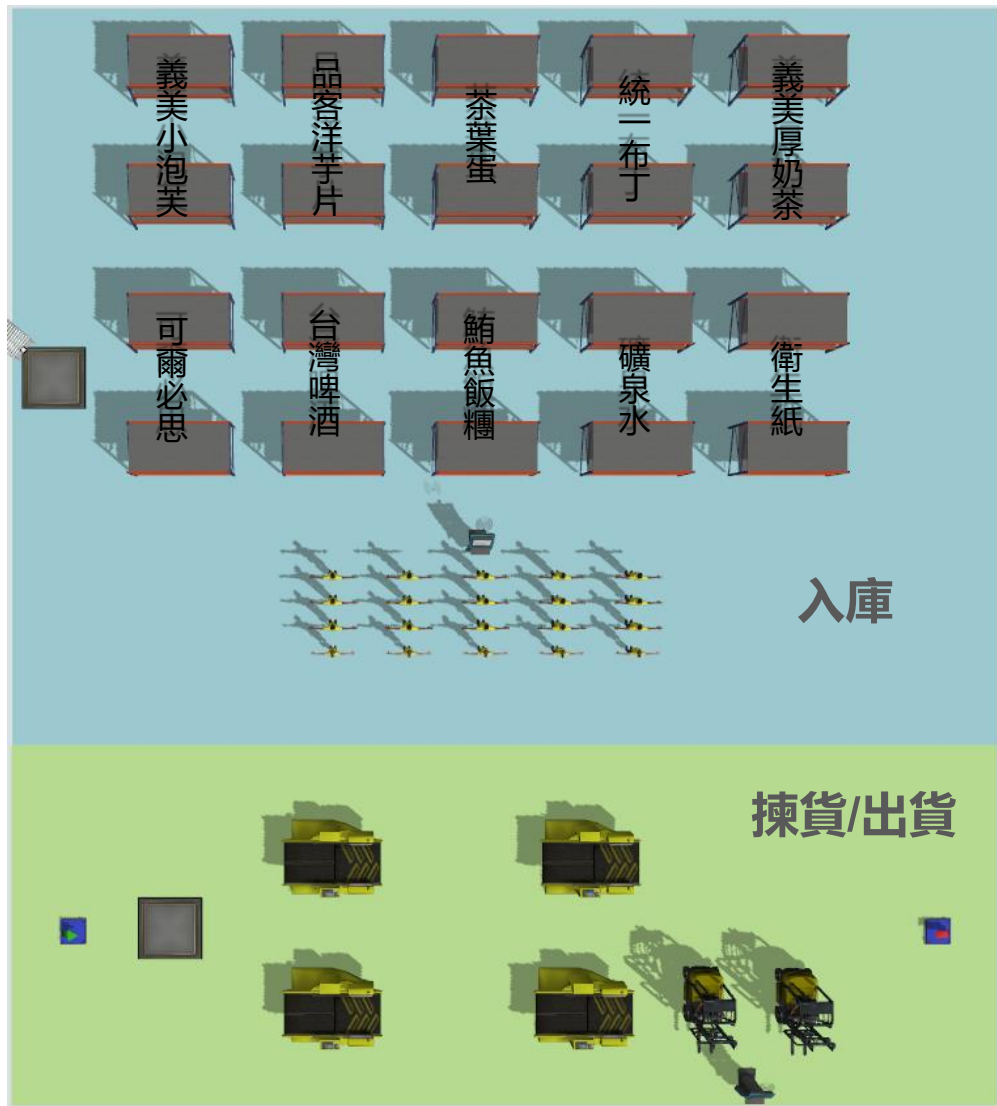 義美小泡芙
品客洋芋片
茶葉蛋
統一布丁
義美厚奶茶
可爾必思
台灣啤酒
鮪魚飯糰
礦泉水
衛生紙
入庫
揀貨/出貨